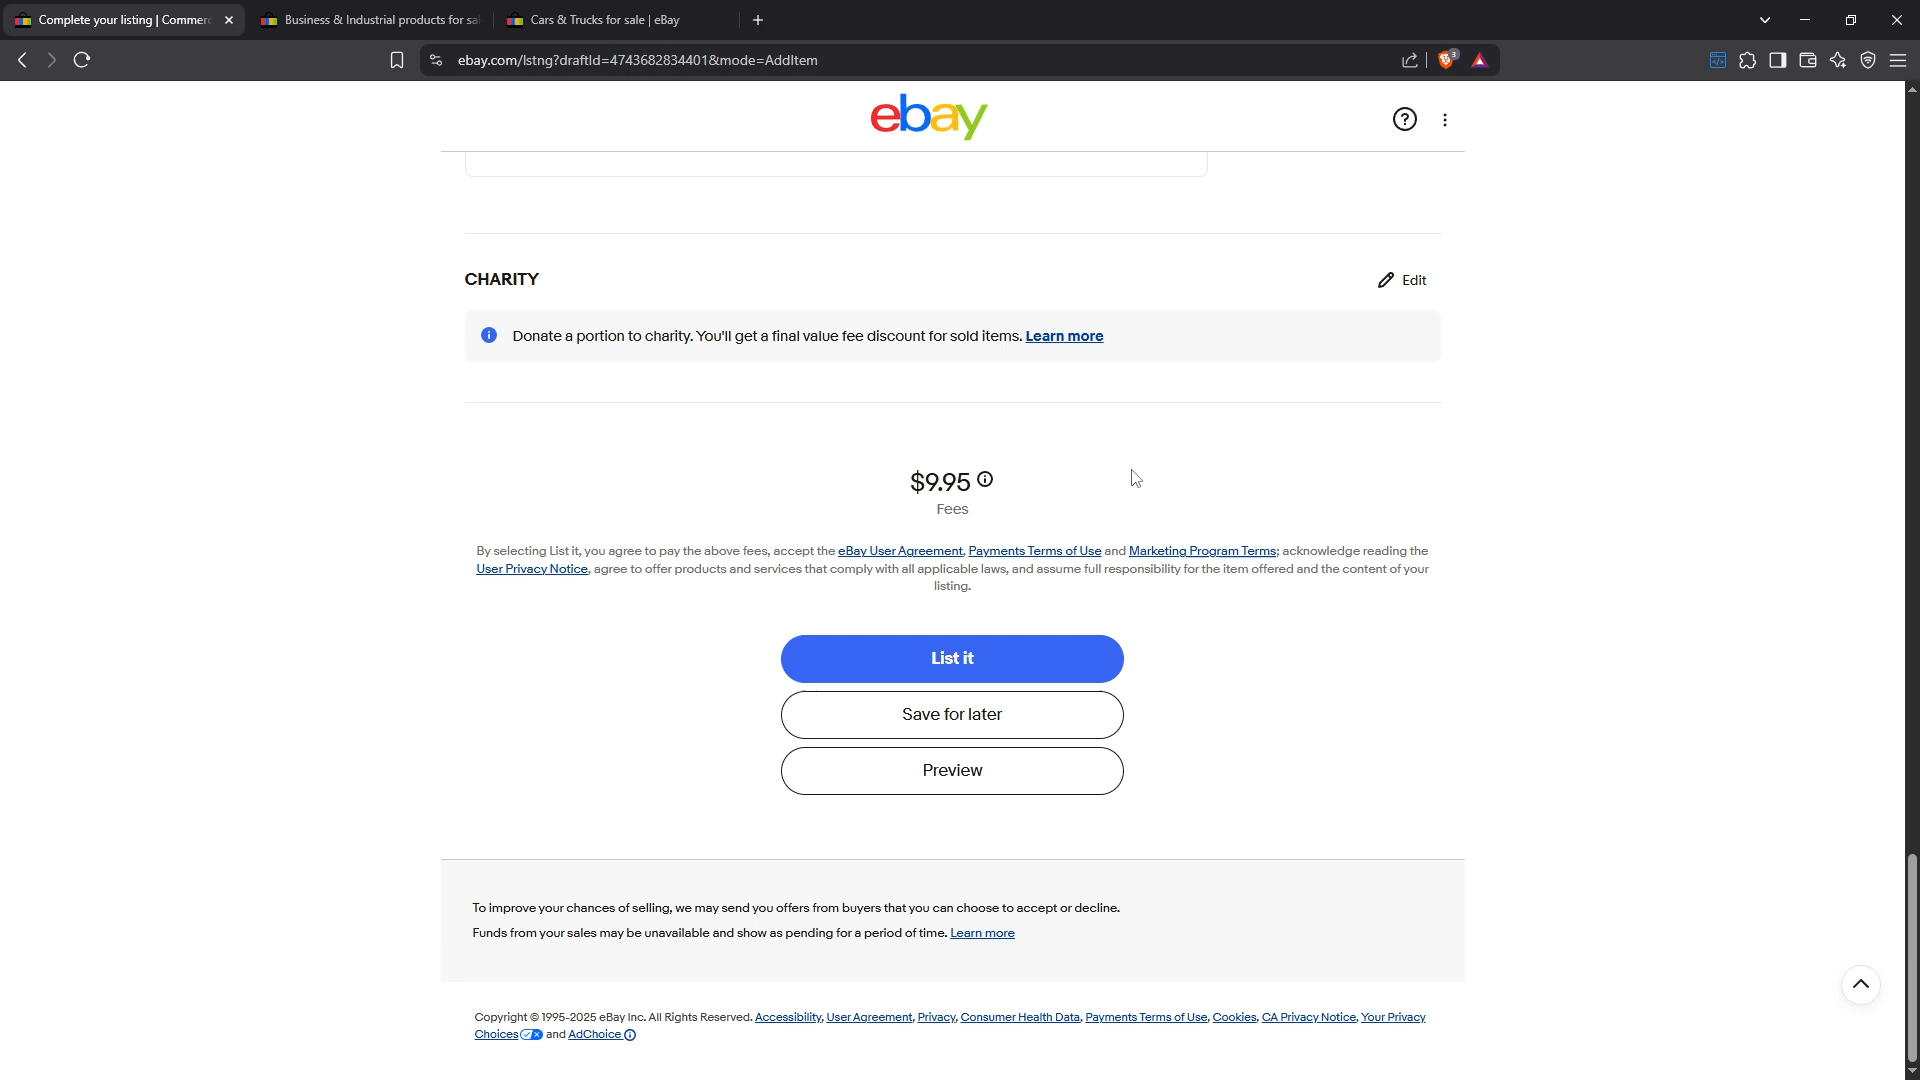 Complete your listing | Commerc
Business & Industrial products for sal
Cars & Trucks for sale | eBay
ebay.com/lstng?draftId=4743682834401&mode=AddItem
3
ebay
CHARITY
Edit
Donate a portion to charity. You'll get a final value fee discount for sold items. Learn more
$9.95
Fees
By selecting List it, you agree to pay the above fees, accept the eBay User Agreement, Payments Terms of Use and Marketing Program Terms; acknowledge reading the
User Privacy Notice, agree to offer products and services that comply with all applicable laws, and assume full responsibility for the item offered and the content of your
listing.
List it
Save for later
Preview
To improve your chances of selling, we may send you offers from buyers that you can choose to accept or decline.
Funds from your sales may be unavailable and show as pending for a period of time. Learn more
Copyright © 1995-2025 eBay Inc. All Rights Reserved. Accessibility, User Agreement, Privacy, Consumer Health Data, Payments Terms of Use, Cookies, CA Privacy Notice, Your Privacy
Choices and AdChoice